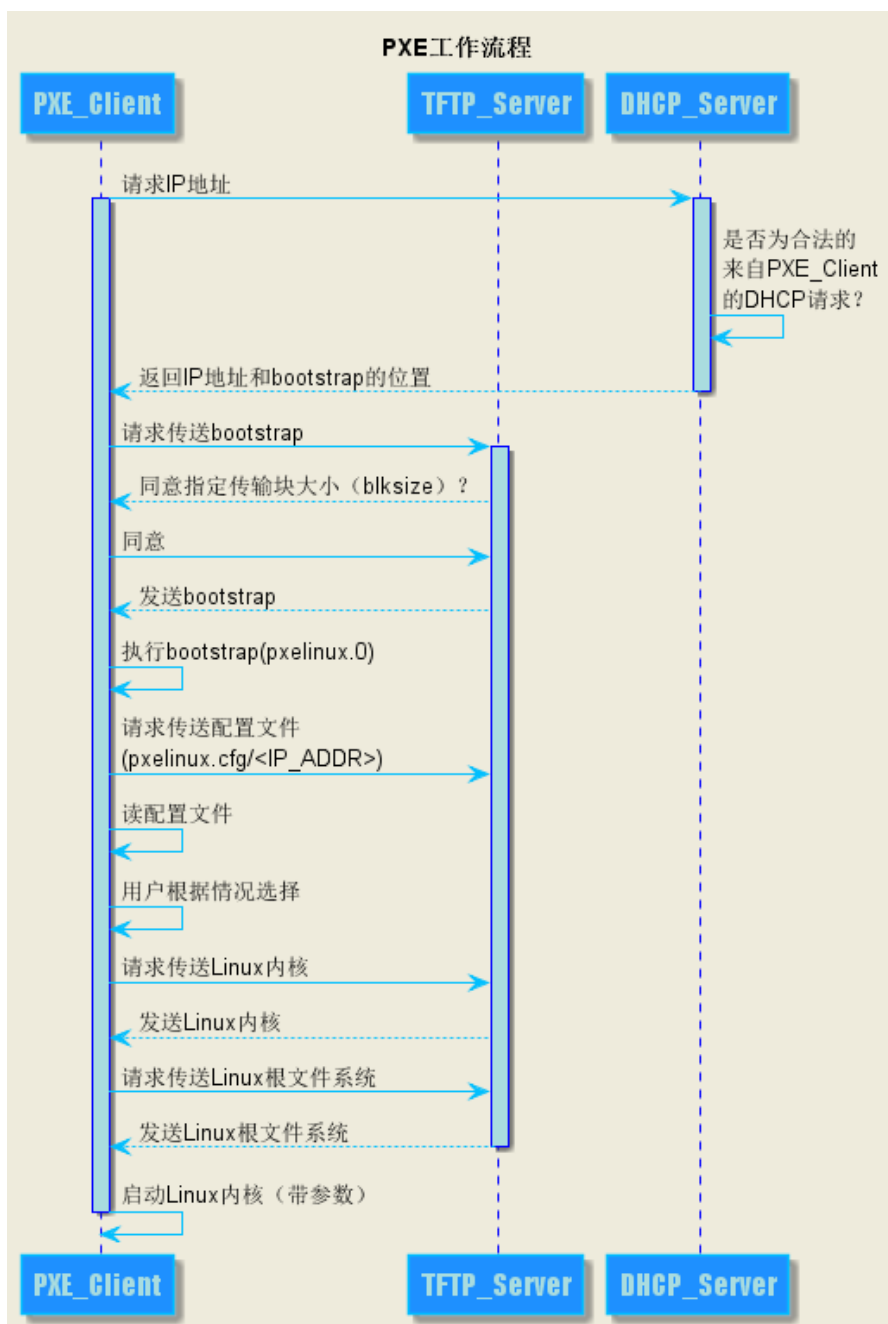 PXE工作流程
PXE_Client
TFTP_Server
DHCP_Server
请求IP地址
是否为合法的
来自PXE_Client
的DHCP请求？
返回IP地址和bootstrap的位置
请求传送bootstrap
同意指定传输块大小（blksize）？
同意
发送bootstrap
执行bootstrap(pxelinux.0)
请求传送配置文件
(pxelinux.cfg/<IP_ADDR>)
读配置文件
用户根据情况选择
请求传送Linux内核
发送Linux内核
请求传送Linux根文件系统
发送Linux根文件系统
启动Linux内核（带参数）
PXE_Client
TFTP_Server
DHCP_Server